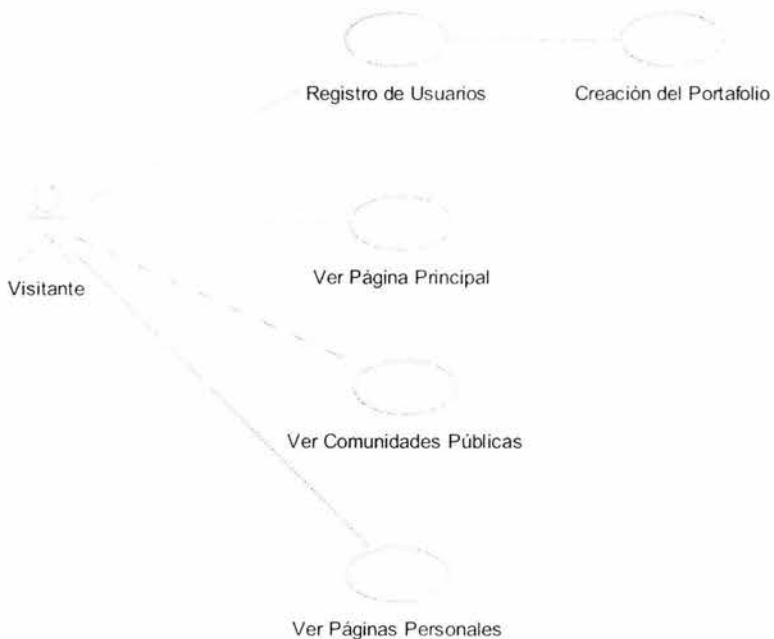 Registro de Usuarios
Creación del Portafolio
Ver Página Principal
Visitante
Ver Comunidades Públicas
Ver Páginas Personales